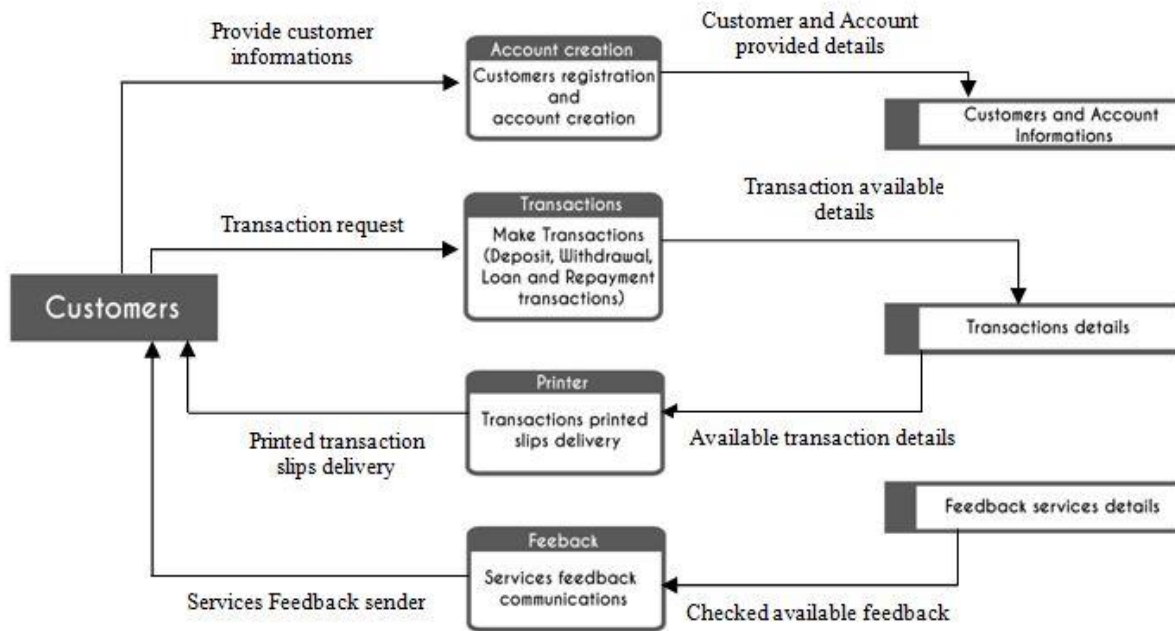 Provide customer
informations
Account creation
Customers registration
and
account creation
Customer and Account
provided details
Customers and Account
Informations
Transaction request
Transactions
Make Transactions
(Deposit, Withdrawal,
Loan and Repayment
transactions)
Transaction available
details
Customers
Transactions details
Printer
Transactions printed
slips delivery
Printed transaction
slips delivery
Available transaction details
Feedback services details
Feeback
Services feedback
communications
Services Feedback sender
Checked available feedback